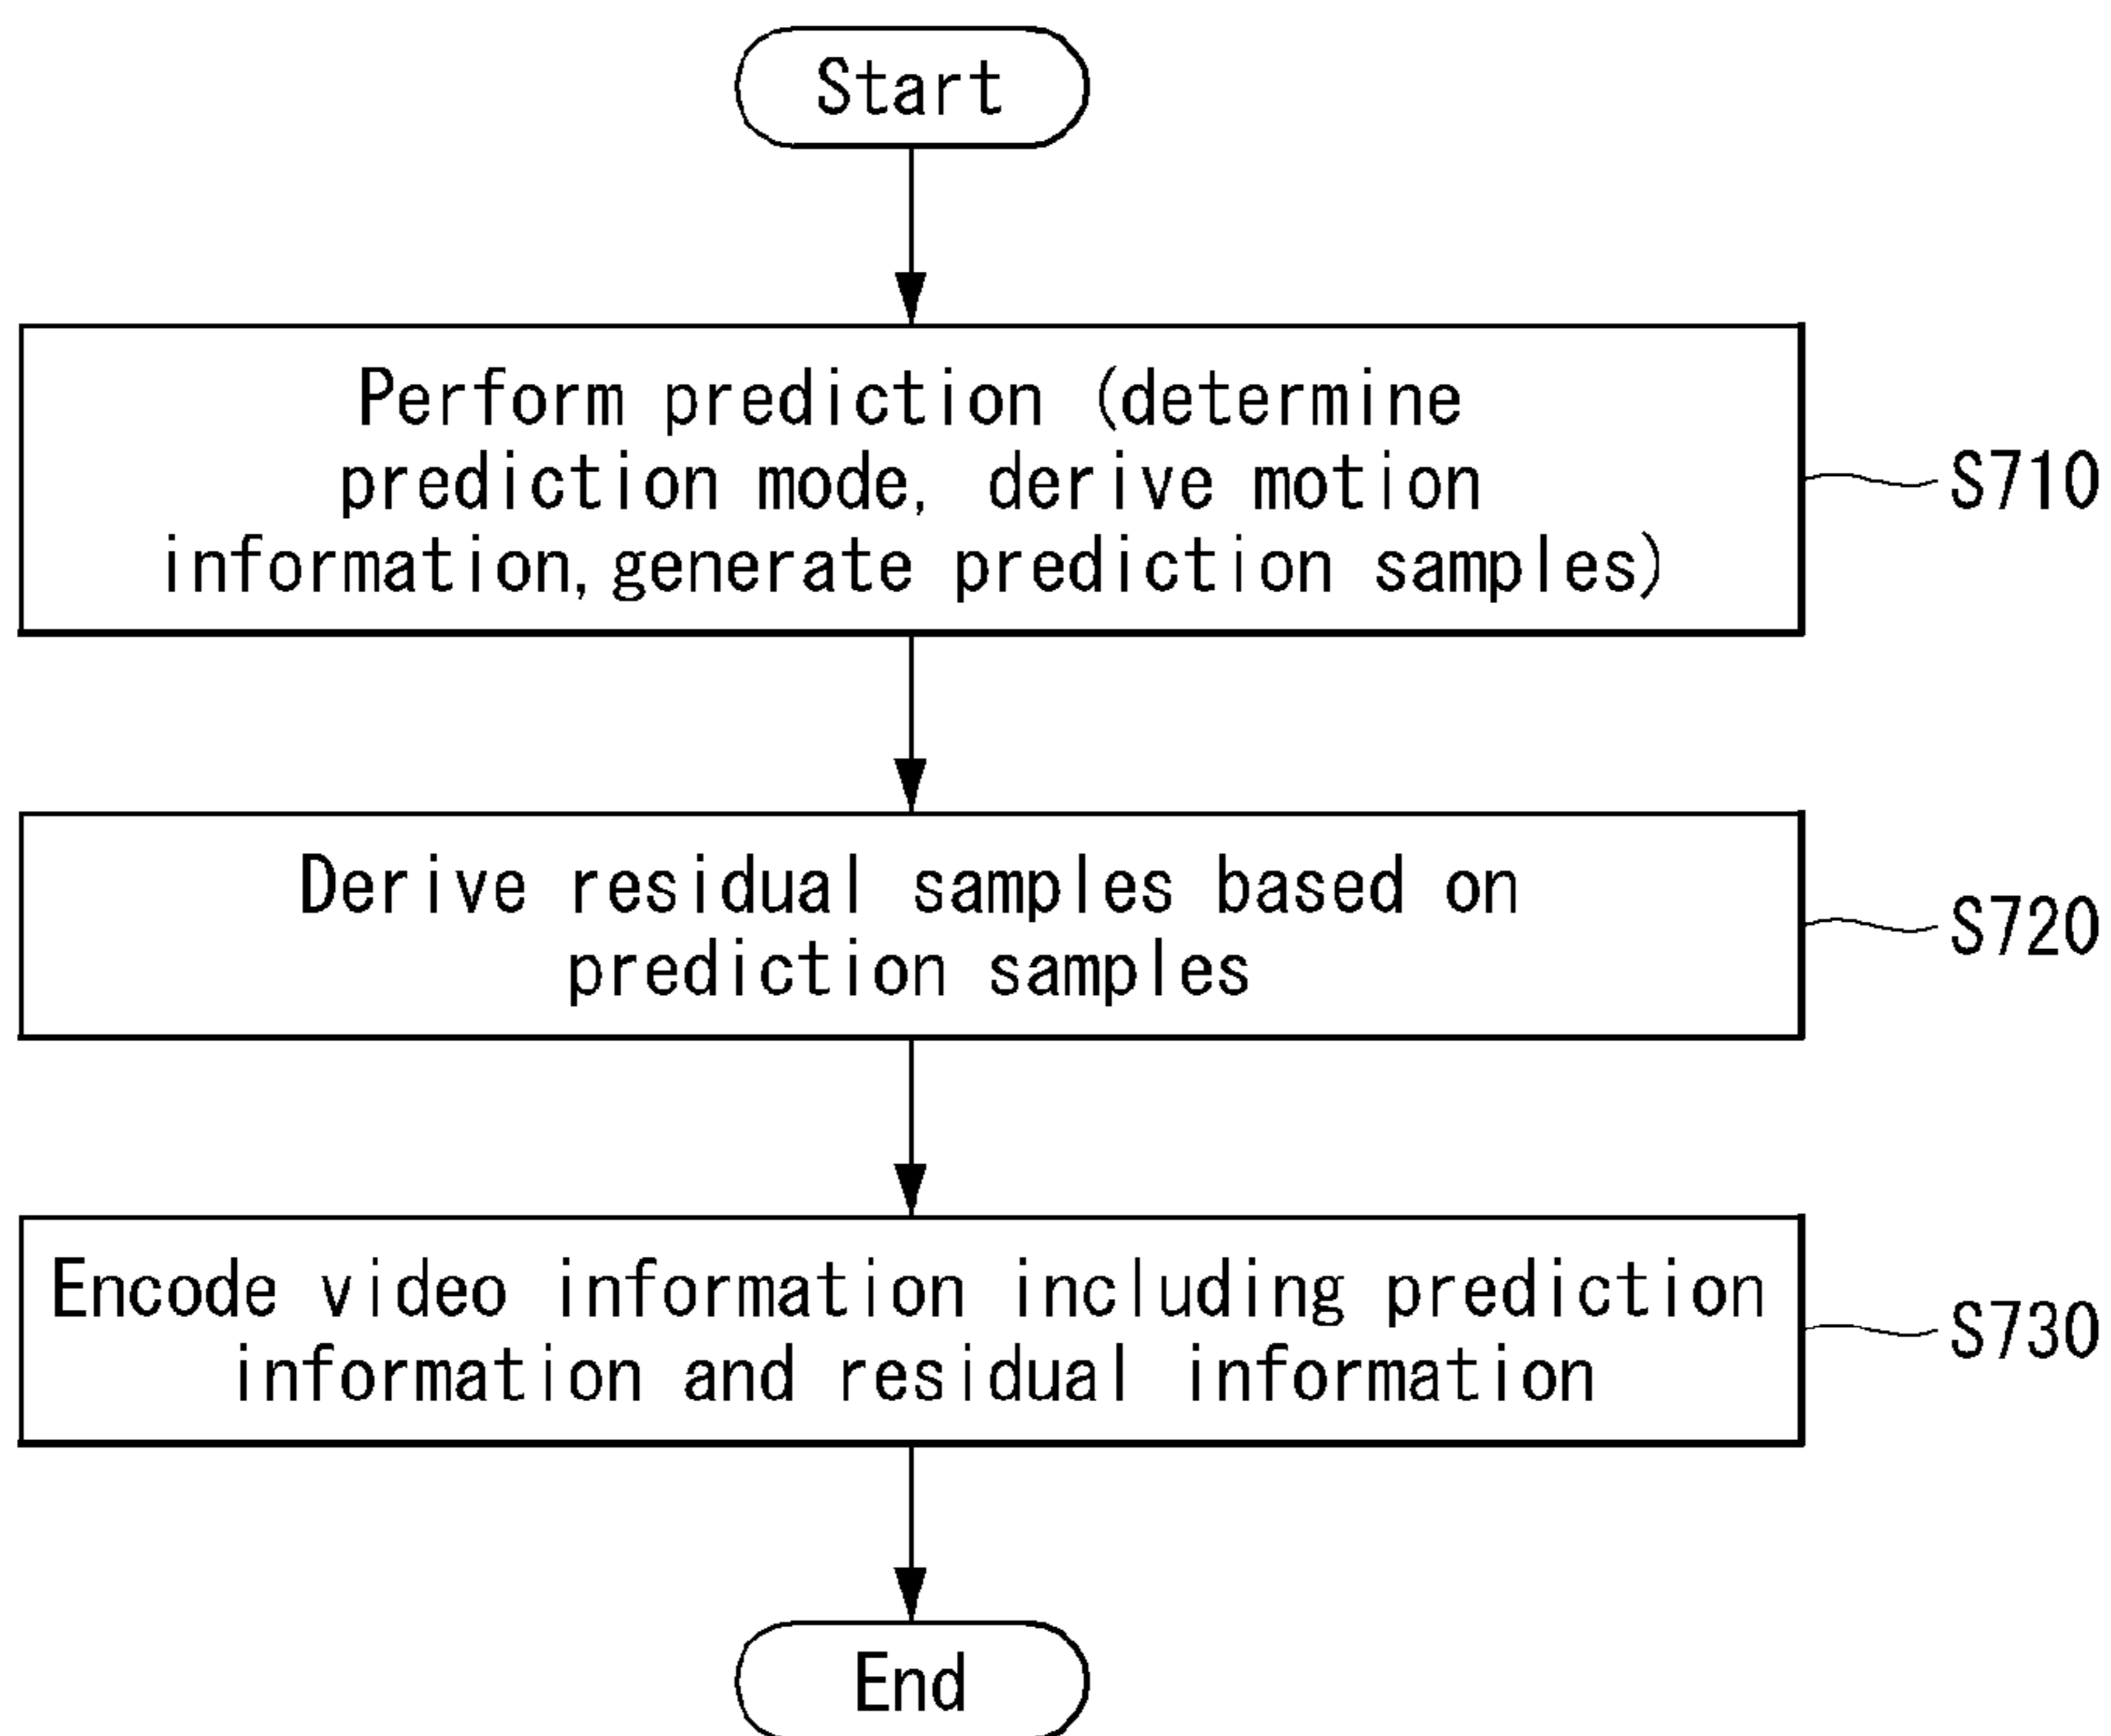 Start
Perform prediction (determine
prediction mode, derive motion
information, generate prediction samples)
S710
Derive residual samples based on
prediction samples
S720
Encode video information including prediction
information and residual information
S730
End